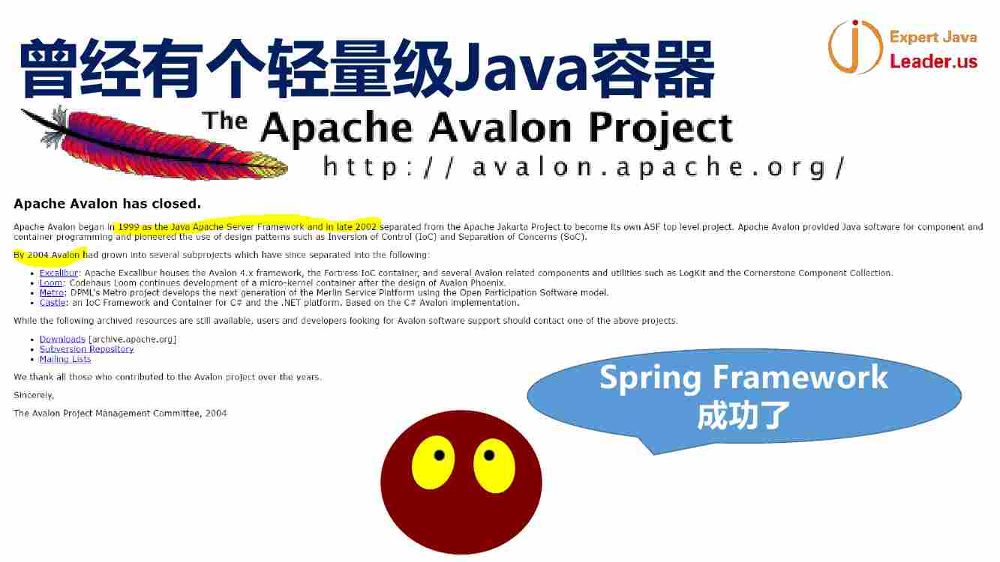 曾经有个轻量级Java容器
Expert Java
Leader.us
The Apache Avalon Project
http://avalon.apache.org/
Apache Avalon has closed.
Apache Avalon began in 1999 as the Java Apache Server Framework and in late 2002 separated from the Apache Jakarta Project to become its own ASF top level project. Apache Avalon provided Java software for component and
container programming and pioneered the use of design patterns such as Inversion of Control (IoC) and Separation of Concerns (SoC).
By 2004 Avalon had grown into several subprojects which have since separated into the following:
• Excalibur: Apache Excalibur houses the Avalon 4.x framework, the Fortress IoC container, and several Avalon related components and utilities such as LogKit and the Cornerstone Component Collection.
• Loom: Codehaus Loom continues development of a micro-kernel container after the design of Avalon Phoenix.
• Metro: DPML's Metro project develops the next generation of the Merlin Service Platform using the Open Participation Software model.
• Castle: an IoC Framework and Container for C# and the .NET platform. Based on the C# Avalon implementation.
While the following archived resources are still available, users and developers looking for Avalon software support should contact one of the above projects.
• Downloads [archive.apache.org]
• Subversion Repository
• Mailing Lists
We thank all those who contributed to the Avalon project over the years.
Sincerely,
The Avalon Project Management Committee, 2004
Spring Framework
成功了